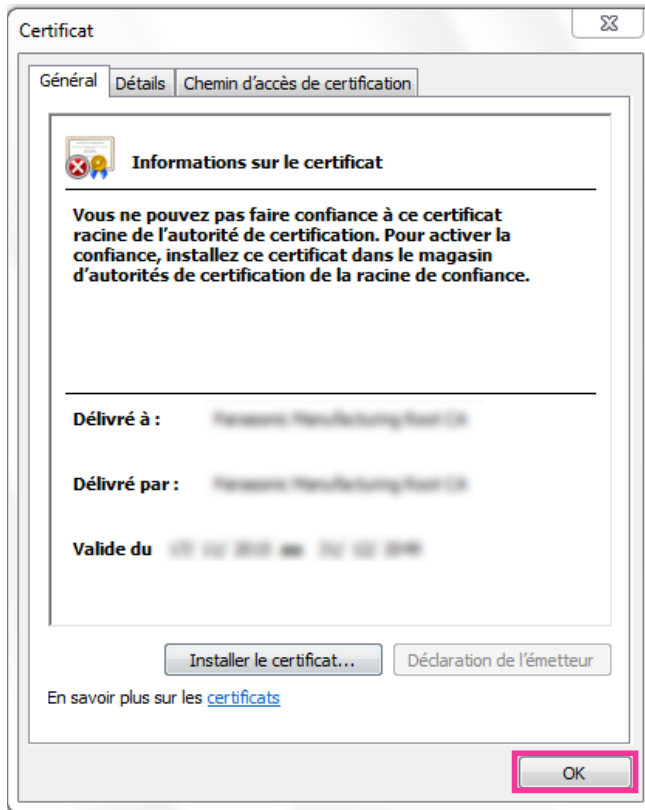 Certificat
Général
Détails
Chemin d'accès de certification
Informations sur le certificat
Vous ne pouvez pas faire confiance à ce certificat
racine de l'autorité de certification. Pour activer la
confiance, installez ce certificat dans le magasin
d'autorités de certification de la racine de confiance.
Délivré à :
Délivré par :
Valide du
Installer le certificat...
Déclaration de l'émetteur
En savoir plus sur les certificats
OK